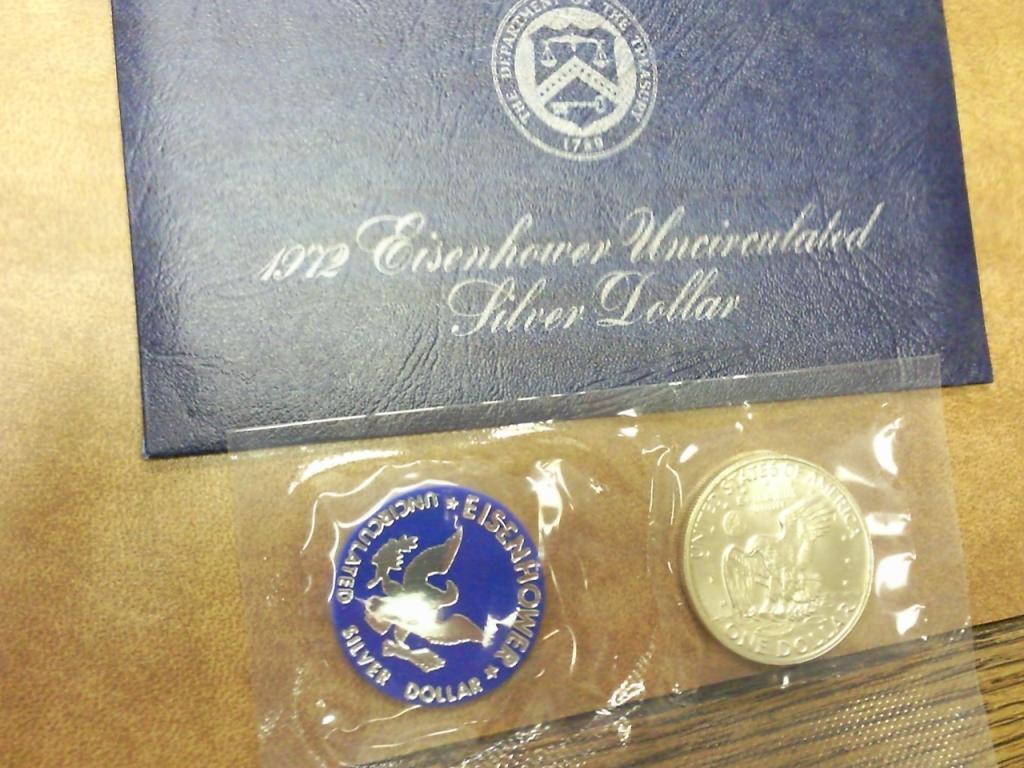 THE DEPARTMENT OF THE TREASURY
1789
1972 Eisenhower Uncirculated
Silver Dollar
EISENHOWER
UNCIRCULATED SILVER DOLLAR
UNITED STATES OF AMERICA
ONE DOLLAR